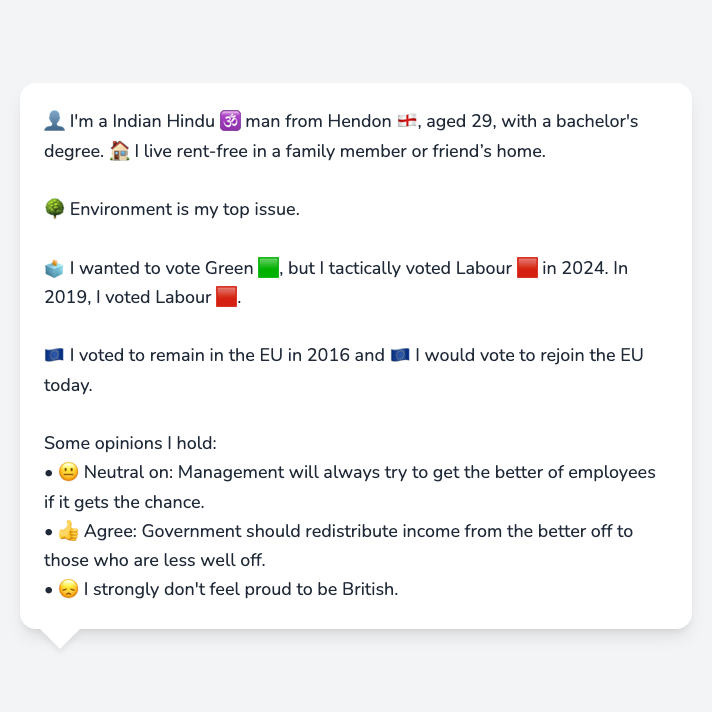 👤 I'm a Indian Hindu 🕉️ man from Hendon 🏴󠁧󠁢󠁥󠁮󠁧󠁿, aged 29, with a bachelor's
degree. 🏠 I live rent-free in a family member or friend’s home.
🌳 Environment is my top issue.
🗳️ I wanted to vote Green 🟩, but I tactically voted Labour 🟥 in 2024. In
2019, I voted Labour 🟥.
🇪🇺 I voted to remain in the EU in 2016 and 🇪🇺 I would vote to rejoin the EU
today.
Some opinions I hold:
• 😐 Neutral on: Management will always try to get the better of employees
if it gets the chance.
• 👍 Agree: Government should redistribute income from the better off to
those who are less well off.
• 😞 I strongly don't feel proud to be British.